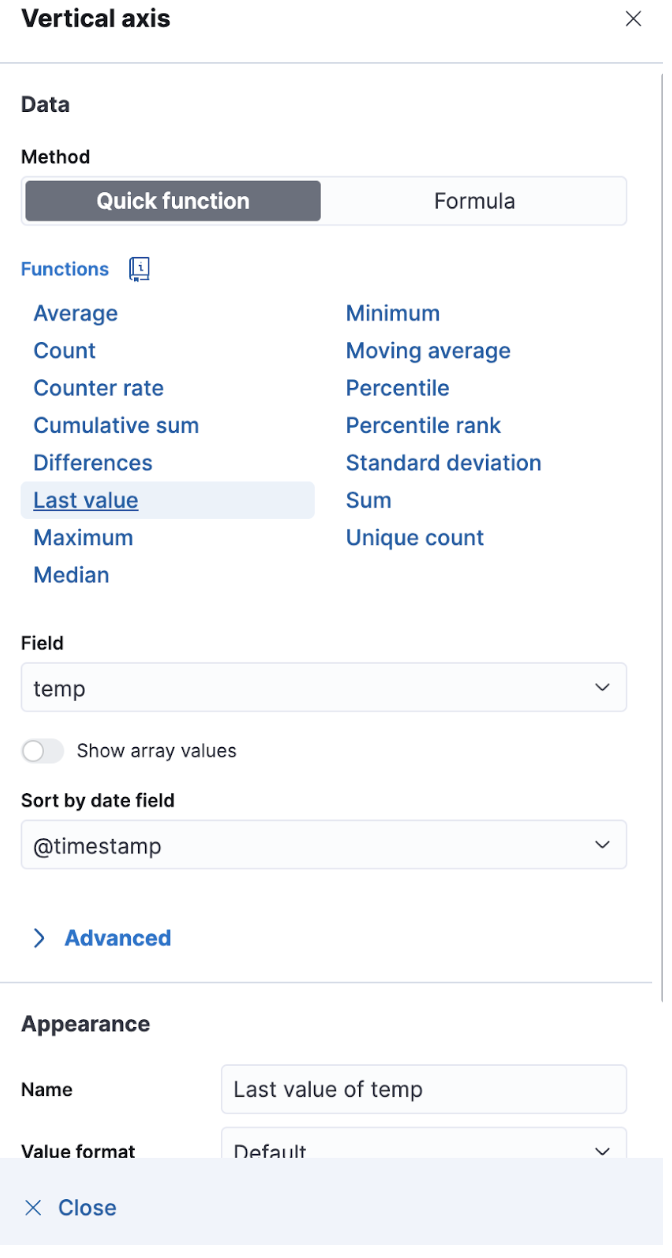 Vertical axis
Data
Method
Quick function
Formula
Functions
Average
Count
Counter rate
Cumulative sum
Differences
Last value
Maximum
Median
Minimum
Moving average
Percentile
Percentile rank
Standard deviation
Sum
Unique count
Field
temp
Show array values
Sort by date field
@timestamp
Advanced
Appearance
Name
Last value of temp
Value format
Default
Close